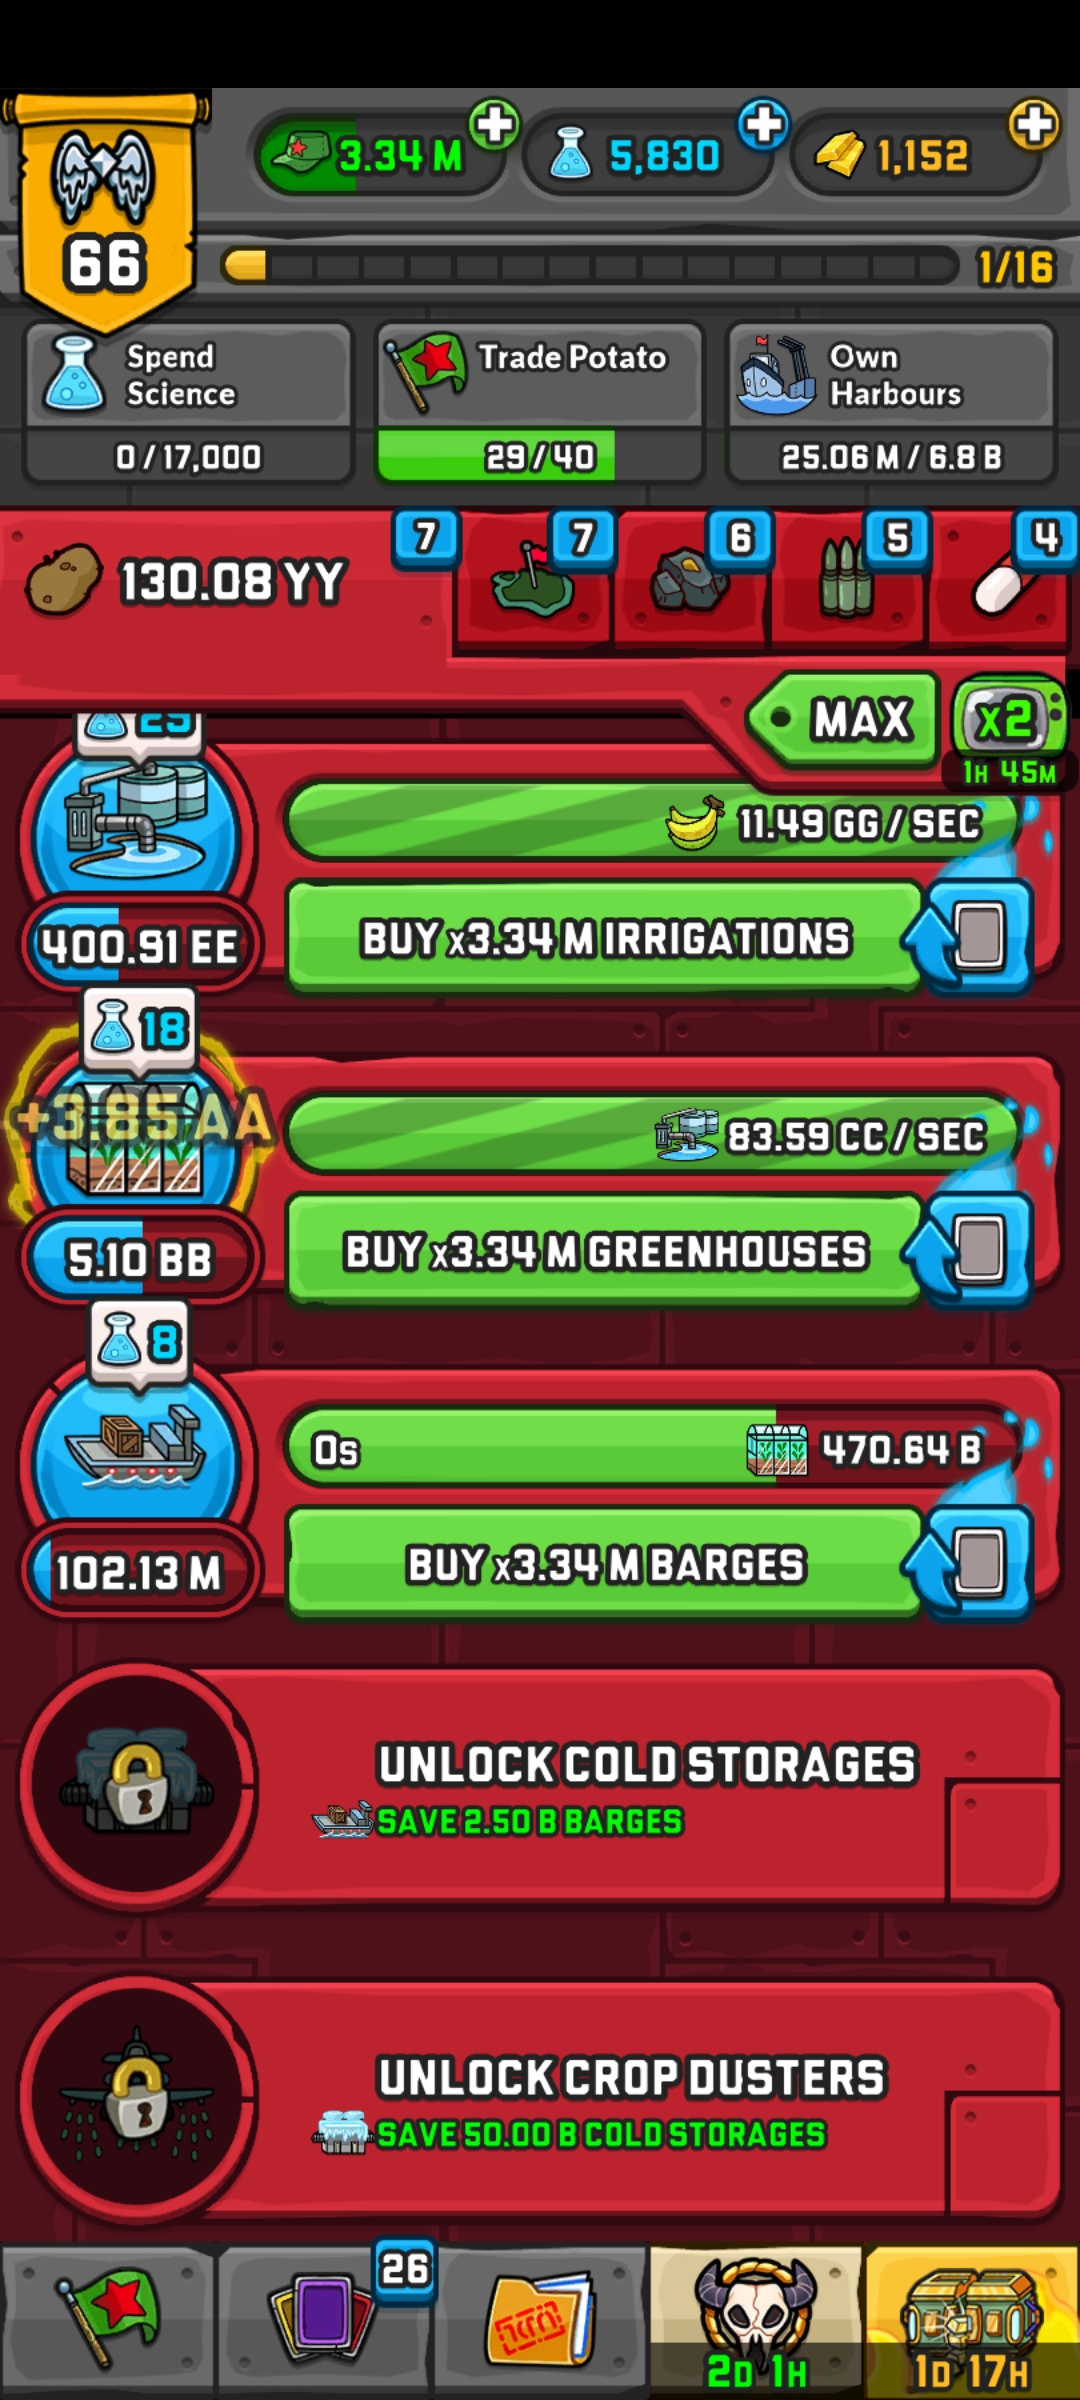 3.34 M
5,830
1,152
66
1/16
Spend
Science
0 / 17,000
Trade Potato
29 / 40
Own
Harbours
25.06 M / 6.8 B
130.08 YY
7
7
6
5
4
MAX
x2
1H 45M
25
11.49 GG / SEC
400.91 EE
BUY x3.34 M IRRIGATIONS
18
+3.85 AA
83.59 CC / SEC
5.10 BB
BUY x3.34 M GREENHOUSES
8
0s
470.64 B
102.13 M
BUY x3.34 M BARGES
UNLOCK COLD STORAGES
SAVE 2.50 B BARGES
UNLOCK CROP DUSTERS
SAVE 50.00 B COLD STORAGES
26
2D 1H
1D 17H